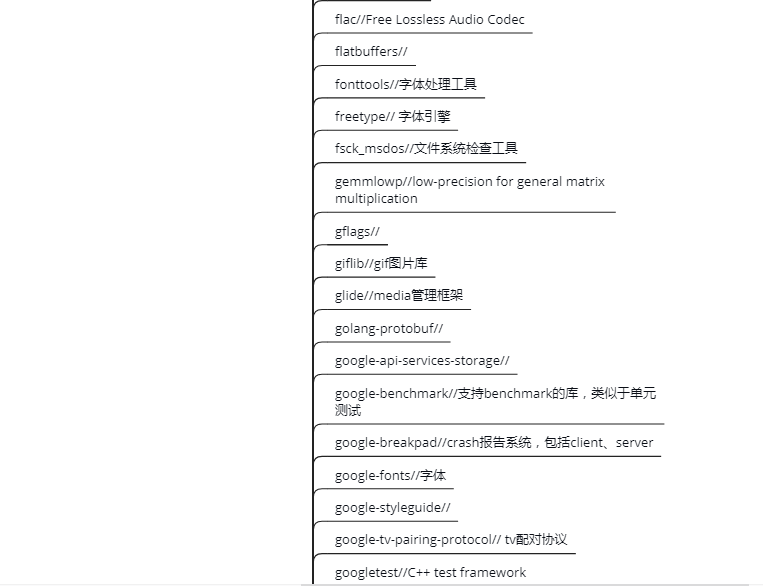 flac//Free Lossless Audio Codec
flatbuffers//
fonttools//字体处理工具
freetype// 字体引擎
fsck_msdos//文件系统检查工具
gemmlowp//low-precision for general matrix
multiplication
gflags//
giflib//gif图片库
glide//media管理框架
golang-protobuf//
google-api-services-storage//
google-benchmark//支持benchmark的库，类似于单元
测试
google-breakpad//crash报告系统，包括client、server
google-fonts//字体
google-styleguide//
google-tv-pairing-protocol// tv配对协议
googletest//C++ test framework